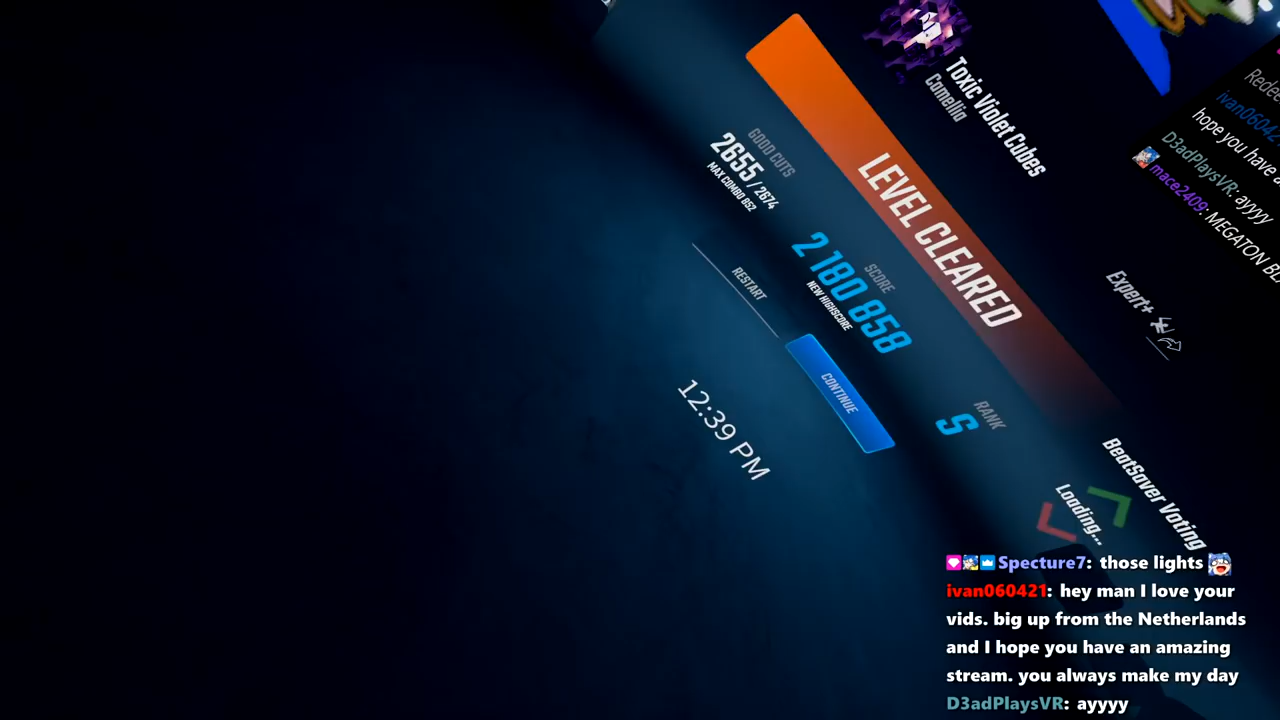 Toxic Violet Cubes
Camellia
LEVEL CLEARED
GOOD CUTS
2655 / 2674
MAX COMBO 852
SCORE
2 180 858
NEW HIGHSCORE
RANK
S
RESTART
CONTINUE
12:39 PM
Expert+
BeatSaver Voting
Loading...
hope you have a
D3adPlaysVR: ayyy
mace2409: MEGATON
Specture7: those lights
ivan060421: hey man I love your
vids. big up from the Netherlands
and I hope you have an amazing
stream. you always make my day
D3adPlaysVR: ayyyy